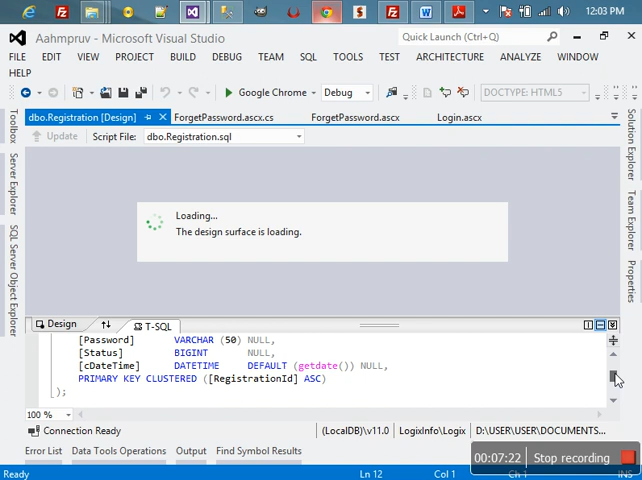 12:03 PM
Aahmpruv - Microsoft Visual Studio
Quick Launch (Ctrl+Q)
FILE EDIT VIEW PROJECT BUILD DEBUG TEAM SQL TOOLS TEST ARCHITECTURE ANALYZE WINDOW
HELP
Google Chrome Debug DOCTYPE: HTML5
dbo.Registration [Design] ForgetPassword.ascx.cs ForgetPassword.ascx Login.ascx
Update Script File: dbo.Registration.sql
Toolbox
Server Explorer
SQL Server Object Explorer
Solution Explorer
Team Explorer
Properties
Loading...
The design surface is loading.
Design T-SQL
[Password] VARCHAR (50) NULL,
[Status] BIGINT NULL,
[cDateTime] DATETIME DEFAULT (getdate()) NULL,
PRIMARY KEY CLUSTERED ([RegistrationId] ASC)
);
100 %
Connection Ready (LocalDB)\v11.0 LogixInfo\Logix D:\USER\USER\DOCUMENTS...
Error List Data Tools Operations Output Find Symbol Results
00:07:22 Stop recording
Ready Ln 12 Col 1 Ch 1 INS